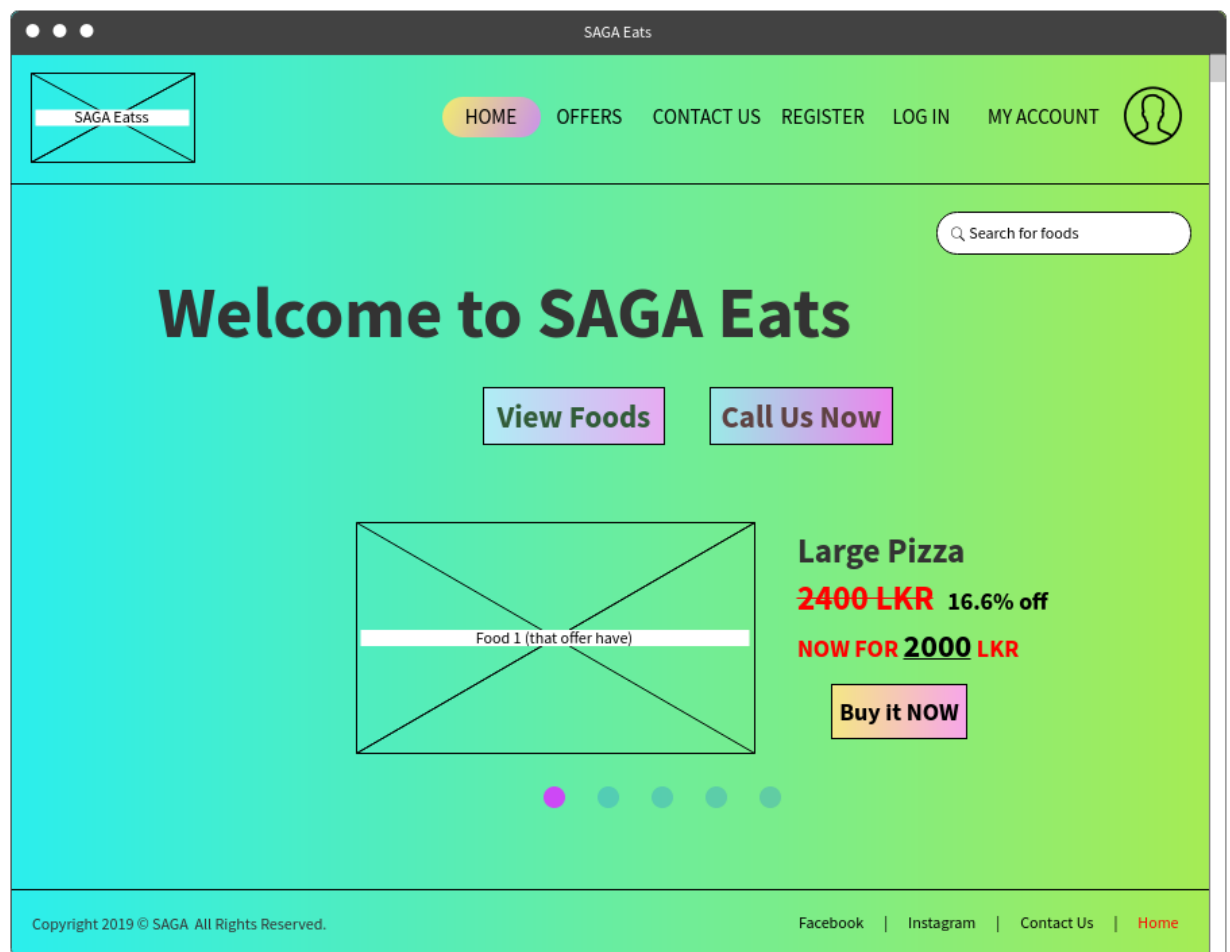 SAGA Eats
SAGA Eatss
HOME OFFERS CONTACT US REGISTER LOG IN MY ACCOUNT
Search for foods
Welcome to SAGA Eats
View Foods Call Us Now
Large Pizza
2400 LKR 16.6% off
Food 1 (that offer have)
NOW FOR 2000 LKR
Buy it NOW
Copyright 2019 © SAGA All Rights Reserved.
Facebook | Instagram | Contact Us | Home